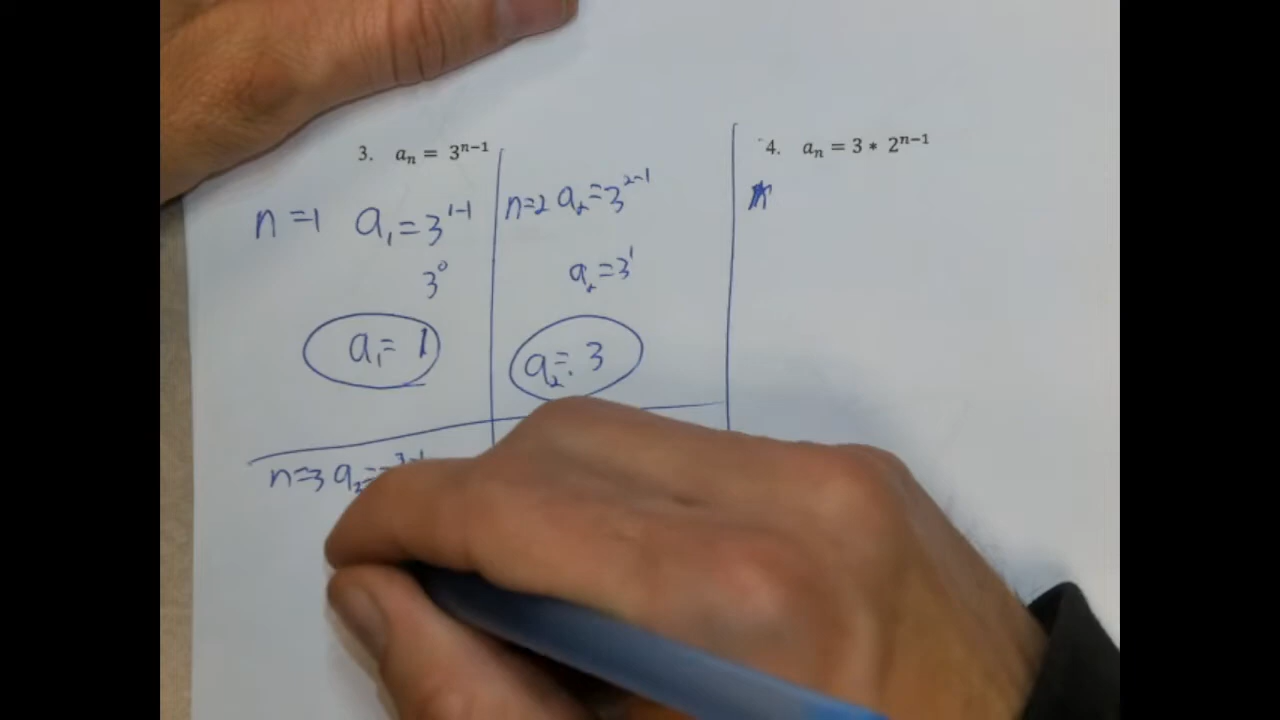 3. aₙ = 3ⁿ⁻¹
n=1 a₁=3¹⁻¹
3⁰
a₁= 1
n=2 a₂=3²⁻¹
a₂=3¹
a₂= 3
n=3
4. aₙ = 3 * 2ⁿ⁻¹